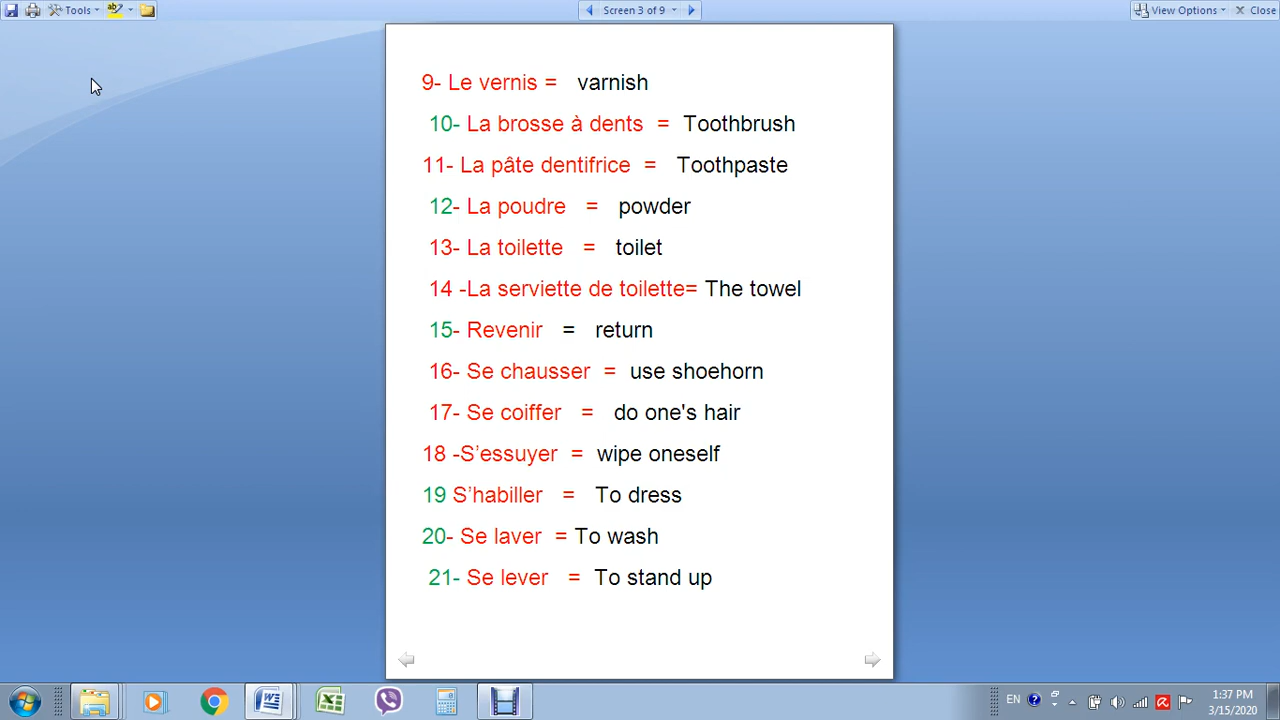 Tools
Screen 3 of 9
View Options
Close
9- Le vernis = varnish
10- La brosse à dents = Toothbrush
11- La pâte dentifrice = Toothpaste
12- La poudre = powder
13- La toilette = toilet
14 -La serviette de toilette= The towel
15- Revenir = return
16- Se chausser = use shoehorn
17- Se coiffer = do one's hair
18 -S’essuyer = wipe oneself
19 S’habiller = To dress
20- Se laver = To wash
21- Se lever = To stand up
EN
1:37 PM
3/15/2020